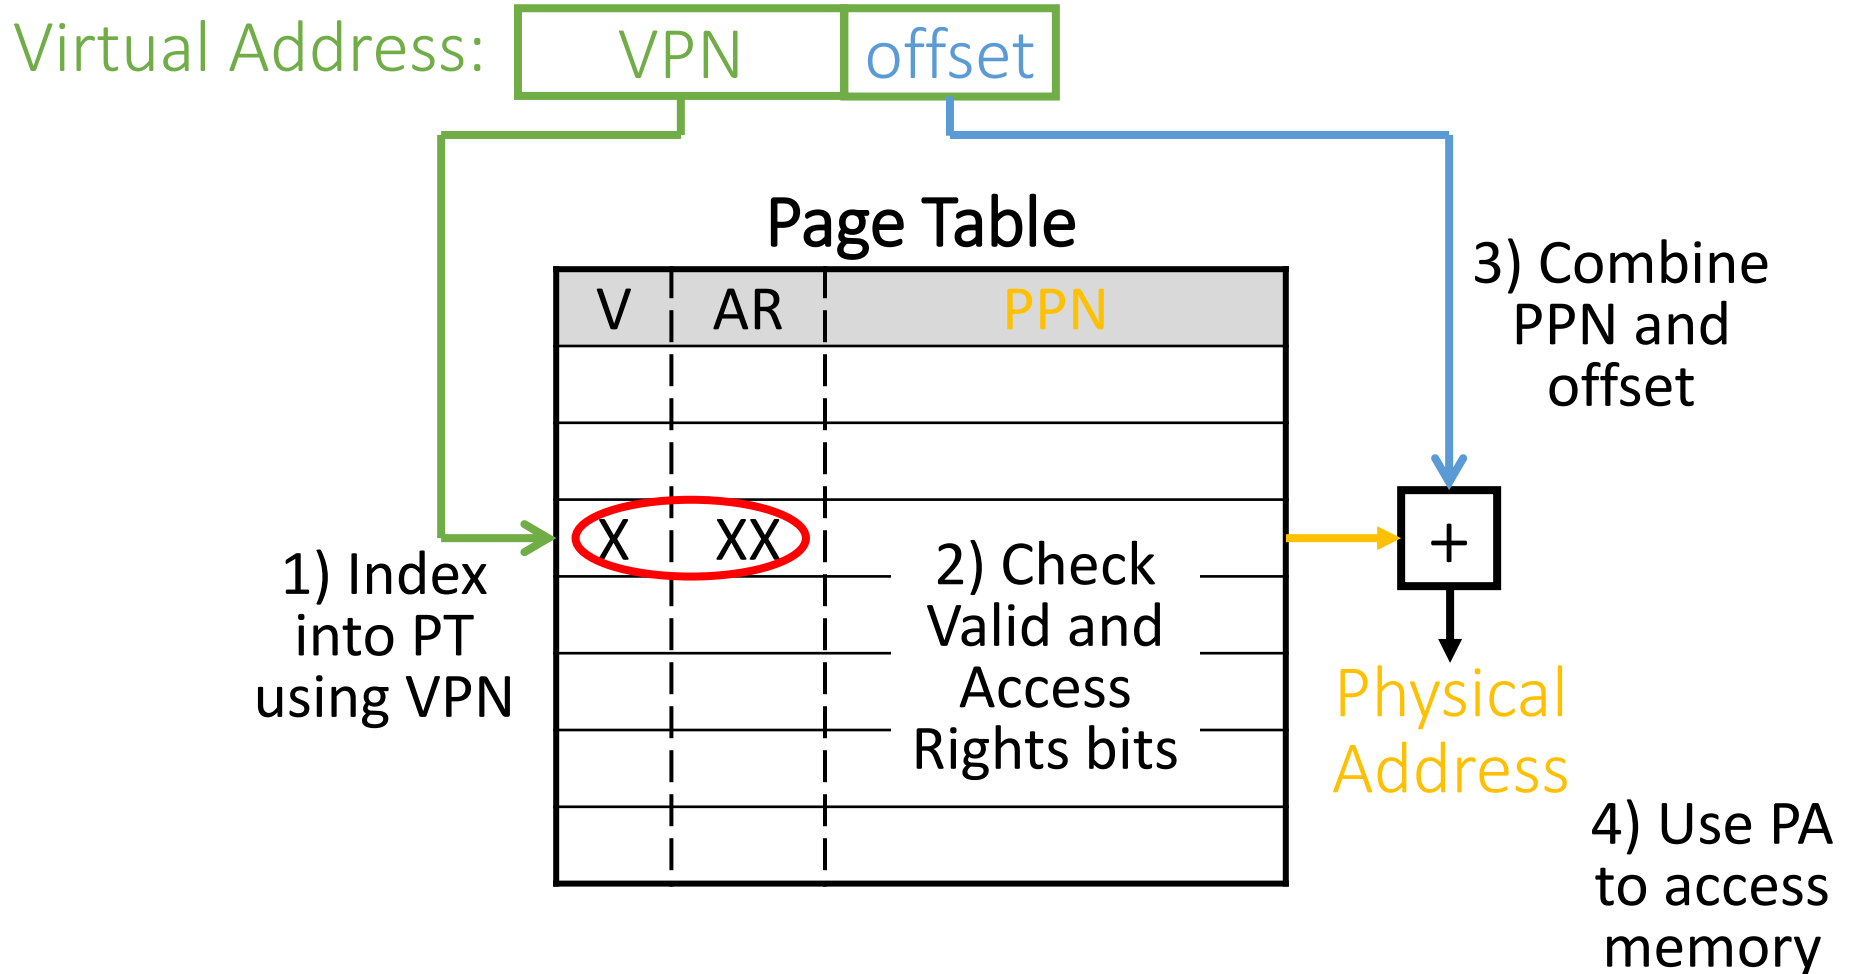 Virtual Address: VPN offset
Page Table
V AR PPN
X XX
1) Index
into PT
using VPN
2) Check
Valid and
Access
Rights bits
3) Combine
PPN and
offset
+
Physical
Address
4) Use PA
to access
memory